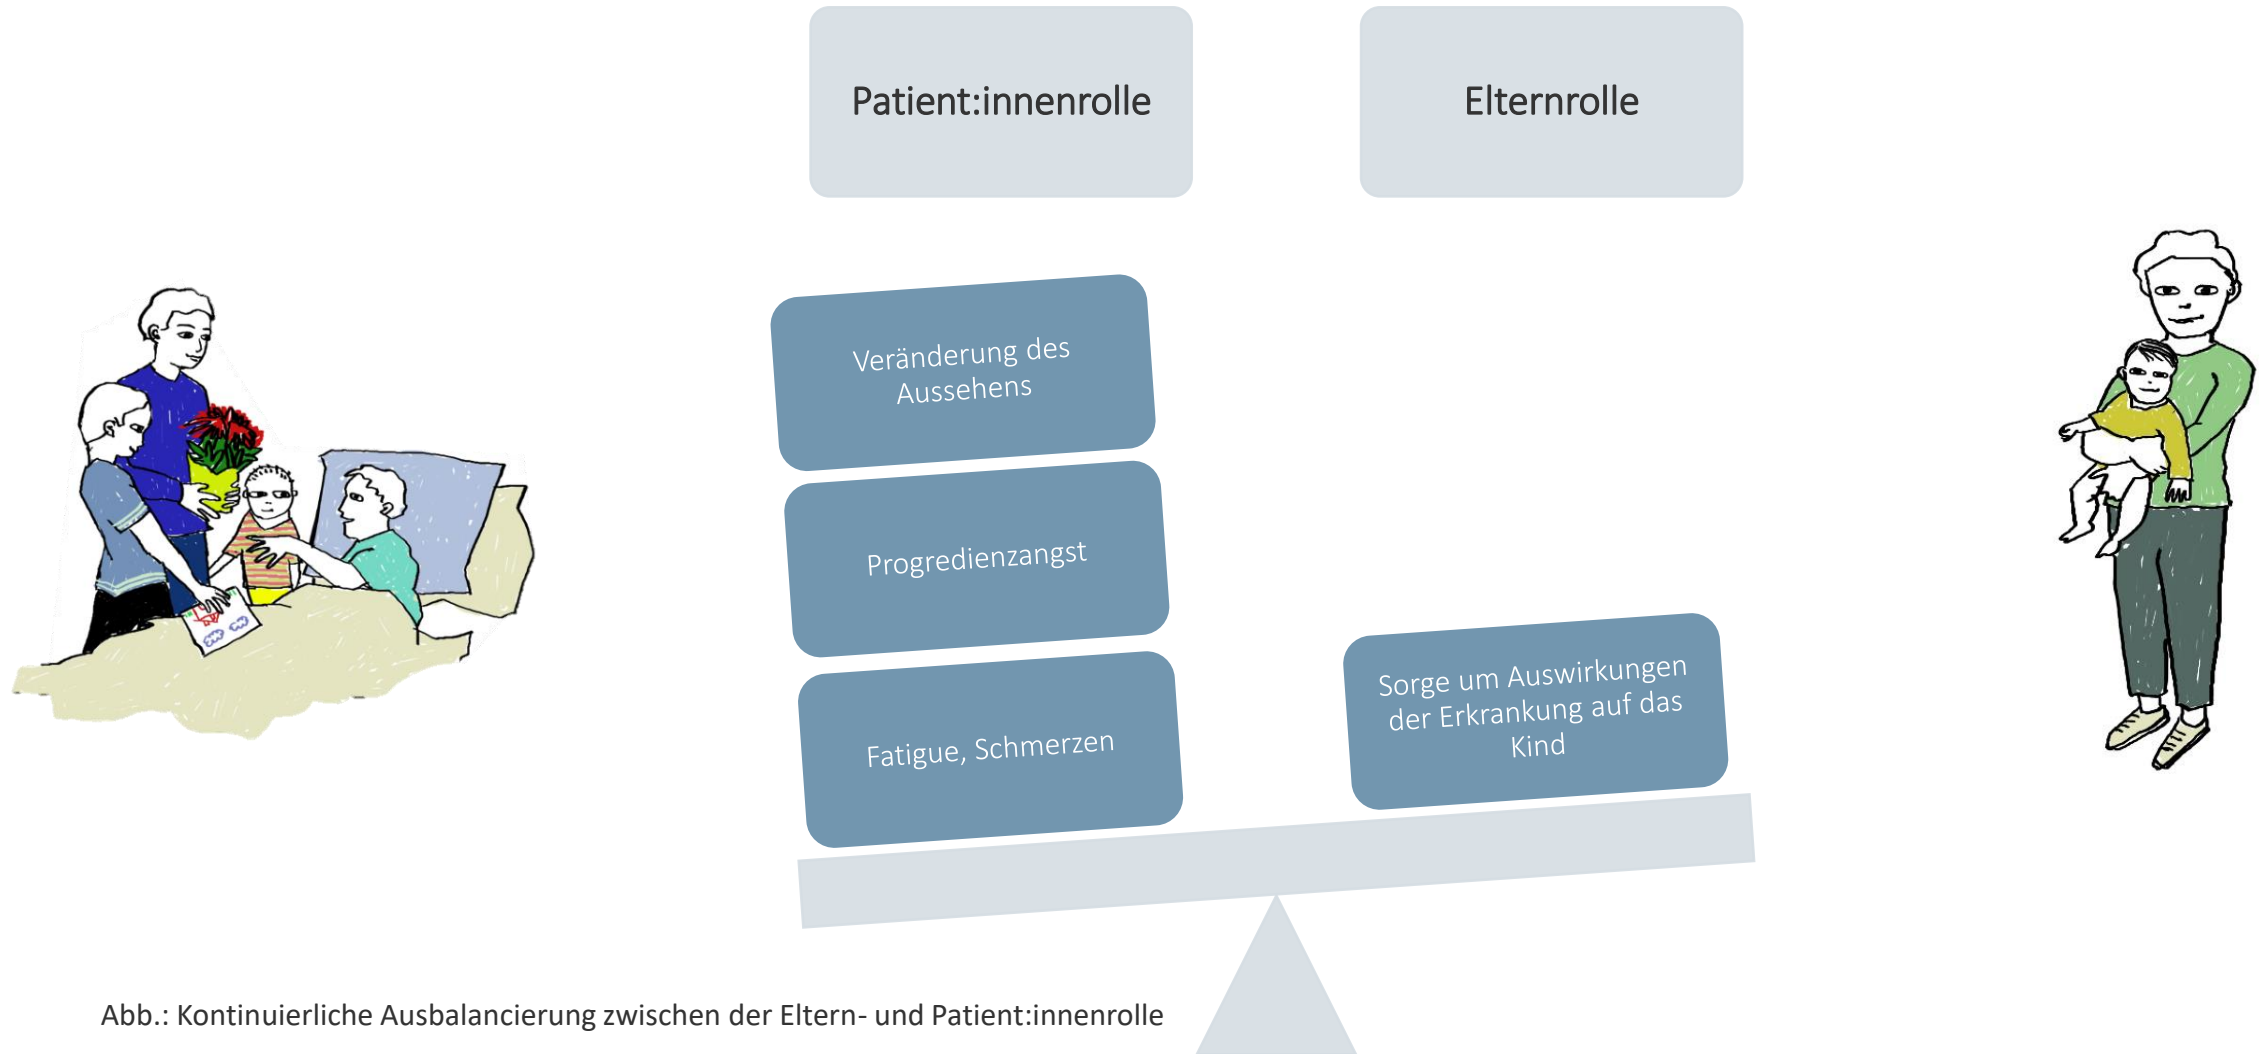 Patient:innenrolle
Elternrolle
Veränderung des
Aussehens
Progredienzangst
Fatigue, Schmerzen
Sorge um Auswirkungen
der Erkrankung auf das
Kind
Abb.: Kontinuierliche Ausbalancierung zwischen der Eltern- und Patient:innenrolle